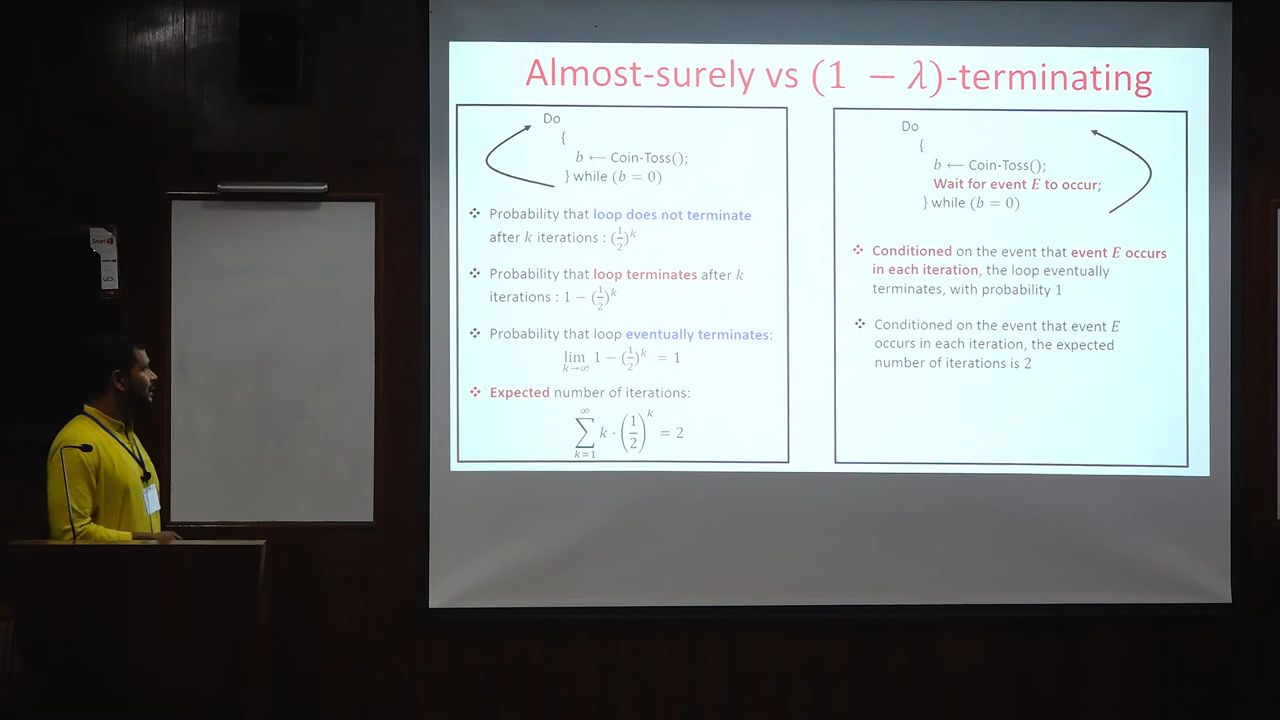 Almost-surely vs (1 − λ)-terminating
Do
{
b ← Coin-Toss();
} while (b = 0)
❖ Probability that loop does not terminate
after k iterations : (1/2)^k
❖ Probability that loop terminates after k
iterations : 1 − (1/2)^k
❖ Probability that loop eventually terminates:
lim k→∞ 1 − (1/2)^k = 1
❖ Expected number of iterations:
∑ k=1 ∞ k · (1/2)^k = 2
Do
{
b ← Coin-Toss();
Wait for event E to occur;
} while (b = 0)
❖ Conditioned on the event that event E occurs
in each iteration, the loop eventually
terminates, with probability 1
❖ Conditioned on the event that event E
occurs in each iteration, the expected
number of iterations is 2